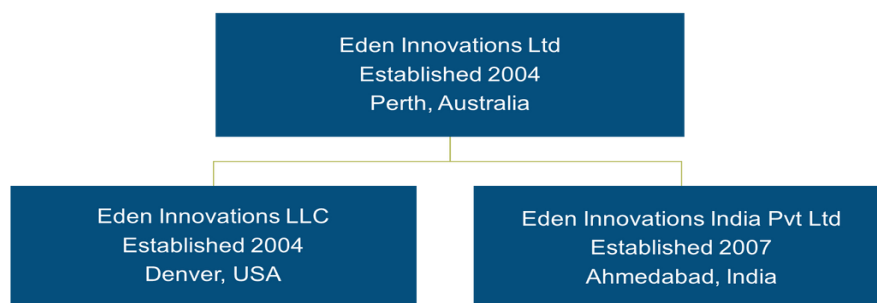 Eden Innovations Ltd
Established 2004
Perth, Australia
Eden Innovations LLC
Established 2004
Denver, USA
Eden Innovations India Pvt Ltd
Established 2007
Ahmedabad, India